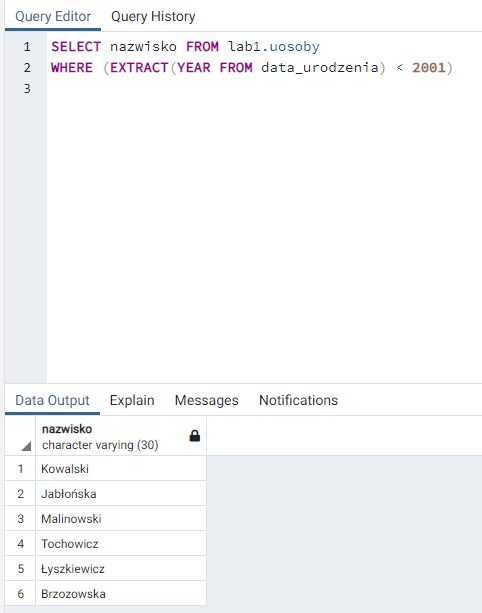 Query Editor Query History
1 SELECT nazwisko FROM lab1.uosoby
2 WHERE (EXTRACT(YEAR FROM data_urodzenia) < 2001)
3
Data Output Explain Messages Notifications
nazwisko
character varying (30)
1 Kowalski
2 Jabłońska
3 Malinowski
4 Tochowicz
5 Łyszkiewicz
6 Brzozowska